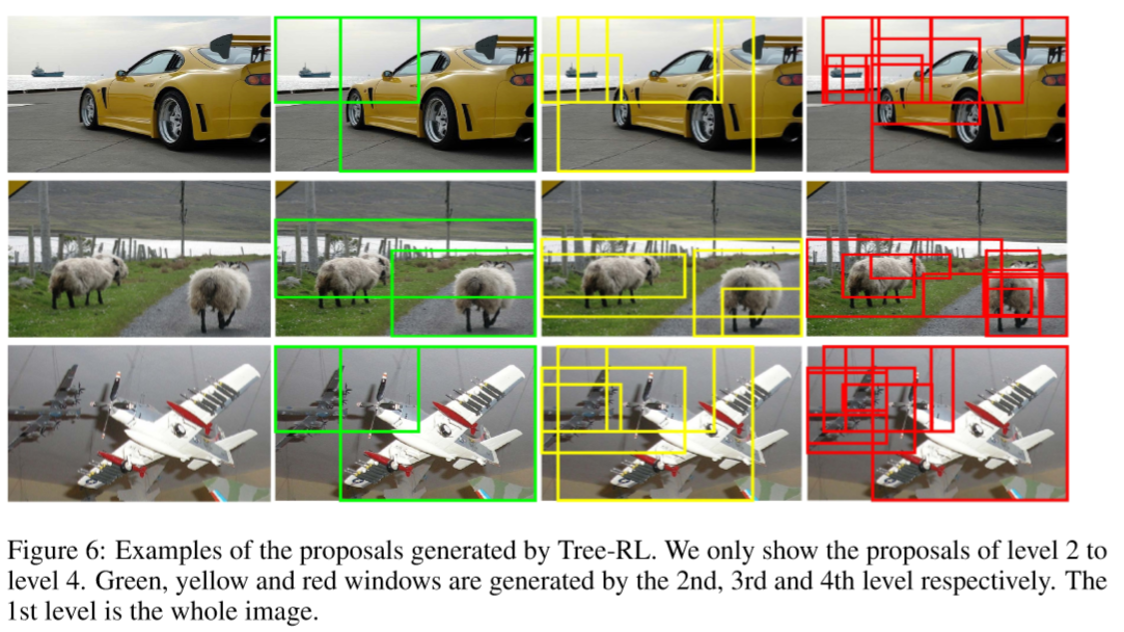 Figure 6: Examples of the proposals generated by Tree-RL. We only show the proposals of level 2 to
level 4. Green, yellow and red windows are generated by the 2nd, 3rd and 4th level respectively. The
1st level is the whole image.